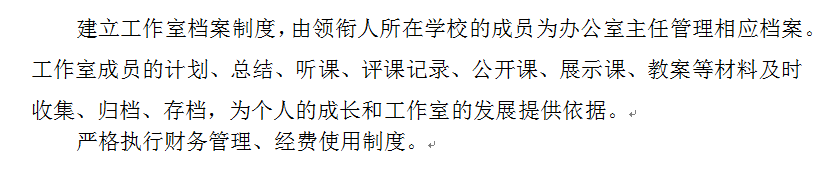 建立工作室档案制度，由领衔人所在学校的成员为办公室主任管理相应档案。
工作室成员的计划、总结、听课、评课记录、公开课、展示课、教案等材料及时
收集、归档、存档，为个人的成长和工作室的发展提供依据。
严格执行财务管理、经费使用制度。